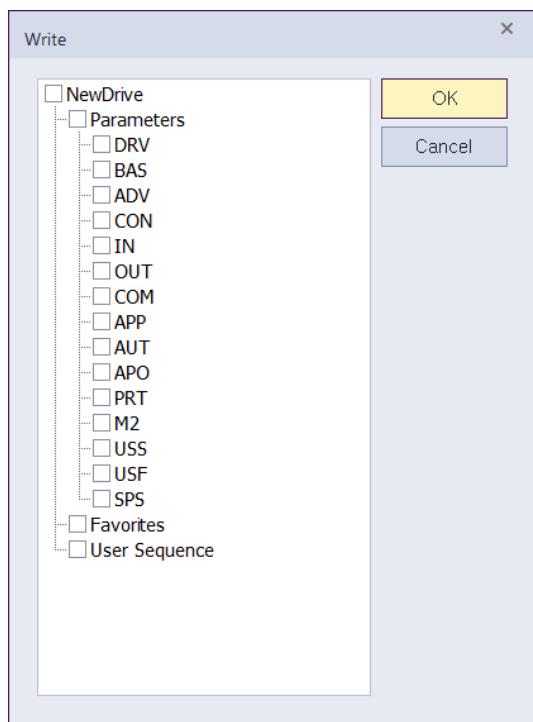 Write
NewDrive
Parameters
DRV
BAS
ADV
CON
IN
OUT
COM
APP
AUT
APO
PRT
M2
USS
USF
SPS
Favorites
User Sequence
OK
Cancel